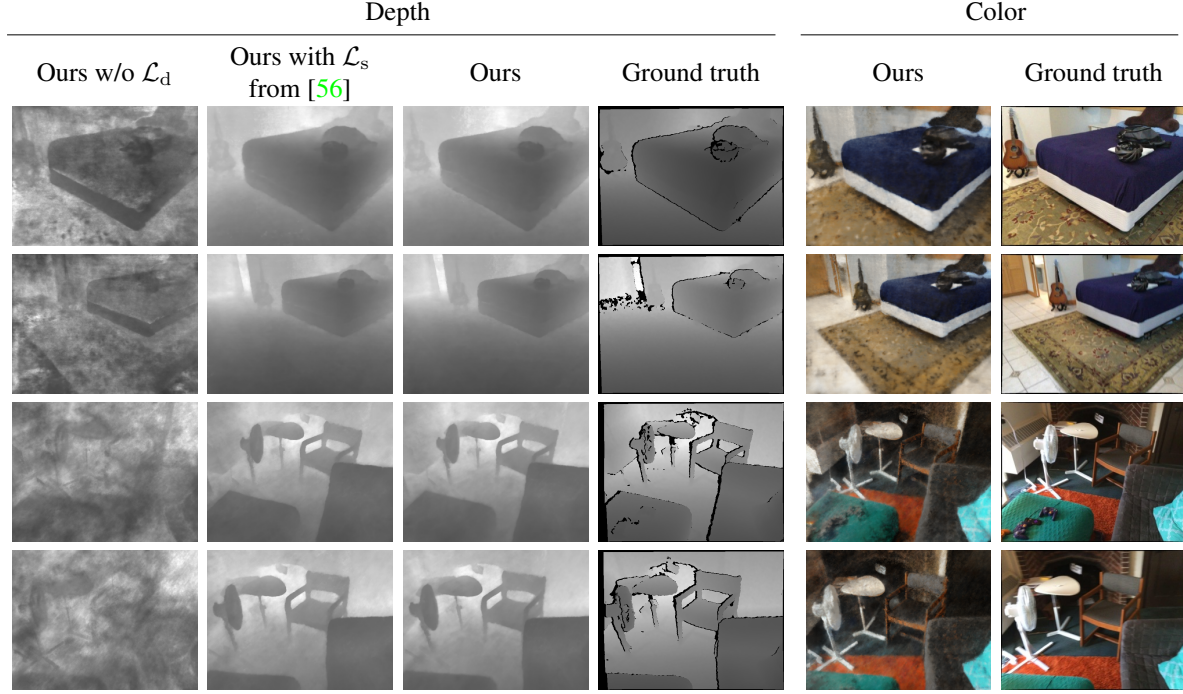 Depth
Color
Ours w/o ℒd
Ours with ℒs
from [56]
Ours
Ground truth
Ours
Ground truth